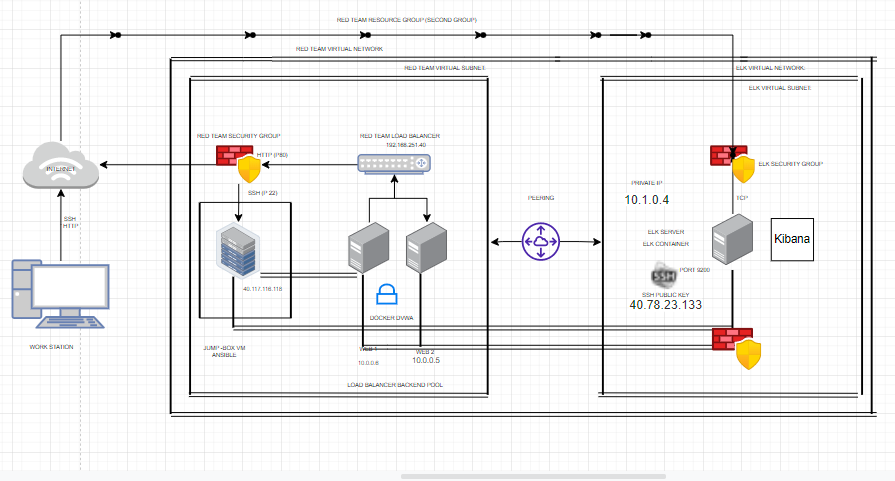 RED TEAM RESOURCE GROUP (SECOND GROUP)
RED TEAM VIRTUAL NETWORK
RED TEAM VIRTUAL SUBNET.
ELK VIRTUAL NETWORK.
ELK VIRTUAL SUBNET.
RED TEAM SECURITY GROUP
RED TEAM LOAD BALANCER
192.168.251.40
HTTP (P80)
INTERNET
ELK SECURITY GROUP
SSH (P 22)
PRIVATE IP
10.1.0.4
PEERING
TCP
SSH
HTTP
ELK SERVER
ELK CONTAINER
Kibana
SSH
PORT 9200
40.117.116.118
SSH PUBLIC KEY
40.78.23.133
DOCKER DVWA
WORK STATION
JUMP -BOX VM
ANSIBLE
WEB 1
10.0.0.6
WEB 2
10.0.0.5
LOAD BALANCER BACKEND POOL